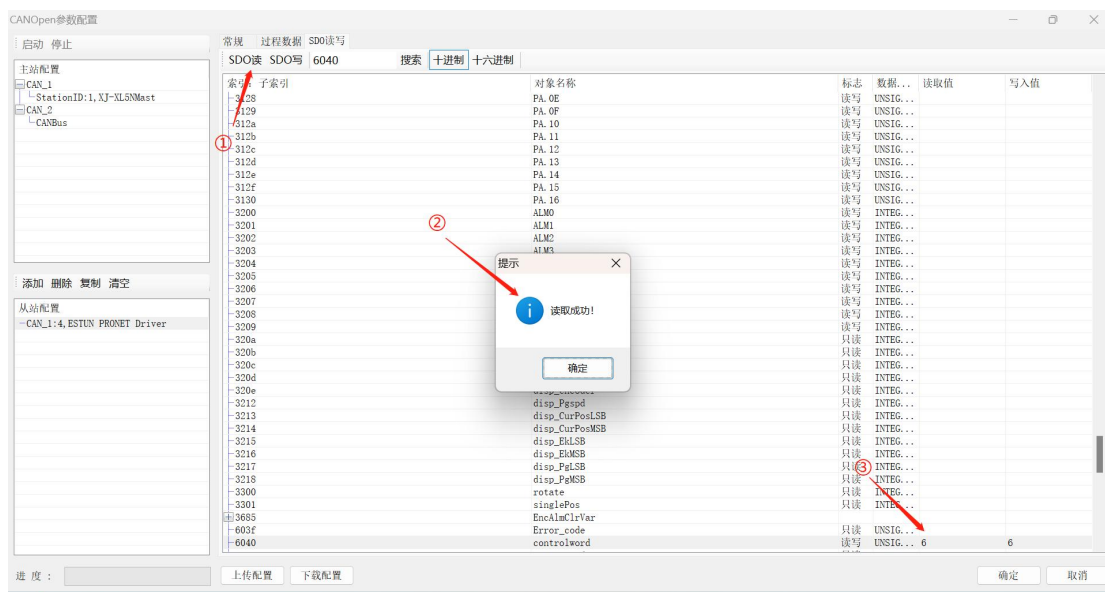 CANOpen参数配置
启动 停止
常规 过程数据 SDO读写
SDO读 SDO写 6040 搜索 十进制 十六进制
主站配置
CAN_1
StationID:1,XJ-XL5NMast
CAN_2
CANBus
添加 删除 复制 清空
从站配置
CAN_1:4,ESTUN PRONET Driver
子索引 对象名称 标志 数据... 读取值 写入值
3128 PA.0E 读写 UNSIG...
3129 PA.0F 读写 UNSIG...
312a PA.10 读写 UNSIG...
312b PA.11 读写 UNSIG...
312c PA.12 读写 UNSIG...
312d PA.13 读写 UNSIG...
312e PA.14 读写 UNSIG...
312f PA.15 读写 UNSIG...
3130 PA.16 读写 UNSIG...
3200 ALM0 读写 INTEG...
3201 ALM1 读写 INTEG...
3202 ALM2 读写 INTEG...
3203 ALM3 读写 INTEG...
3204 读写 INTEG...
3205 读写 INTEG...
3206 读写 INTEG...
3207 读写 INTEG...
3208 读写 INTEG...
3209 读写 INTEG...
320a 只读 INTEG...
320b 只读 INTEG...
320c 只读 INTEG...
320d 只读 INTEG...
320e 只读 INTEG...
3212 disp_Pgspd 只读 INTEG...
3213 disp_CurPosLSB 只读 INTEG...
3214 disp_CurPosMSB 只读 INTEG...
3215 disp_EkLSB 只读 INTEG...
3216 disp_EkMSB 只读 INTEG...
3217 disp_PgLSB 只读 INTEG...
3218 disp_PgMSB 只读 INTEG...
3300 rotate 只读 INTEG...
3301 singlePos 只读 INTEG...
3685 EncAlmClrVar
603f Error_code 只读 UNSIG...
6040 controlword 读写 UNSIG... 6 6
①
②
③
提示
读取成功!
确定
进 度 :
上传配置 下载配置
确定 取消